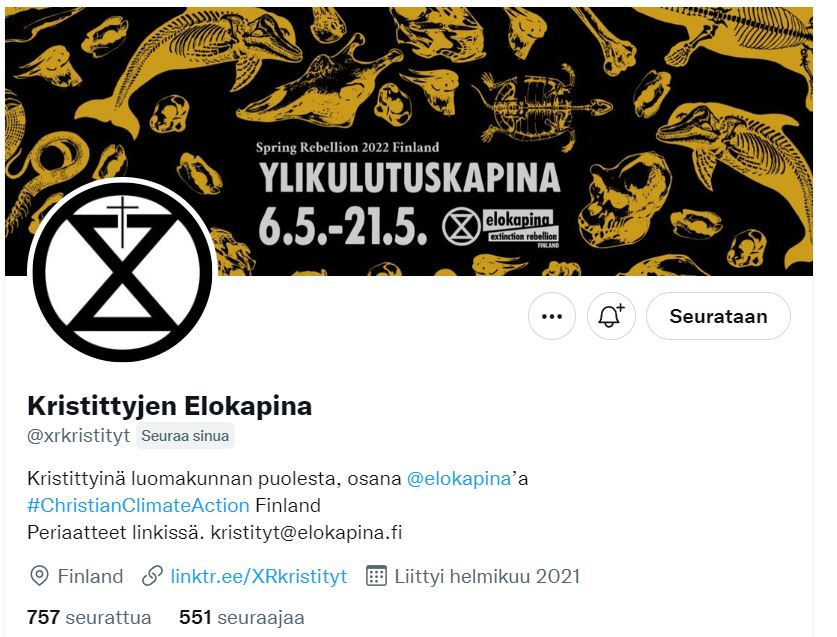 Spring Rebellion 2022 Finland
YLIKULUTUSKAPINA
6.5.-21.5.
elokapina
extinction rebellion
FINLAND
Seurataan
Kristittyjen Elokapina
@xrkristityt Seuraa sinua
Kristittyinä luomakunnan puolesta, osana @elokapina’a
#ChristianClimateAction Finland
Periaatteet linkissä. kristityt@elokapina.fi
Finland linktr.ee/XRkristityt Liittyi helmikuu 2021
757 seurattua 551 seuraajaa